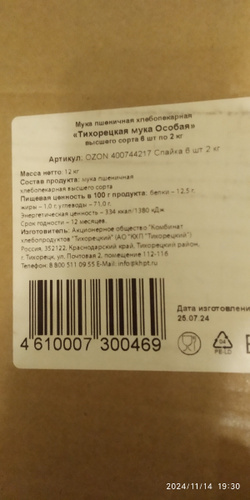 Мука пшеничная хлебопекарная
«Тихорецкая мука Особая»
высшего сорта 6 шт по 2 кг
Артикул: OZON 400744217 Спайка 6 шт 2 кг
Масса нетто: 12 кг
Состав продукта: мука пшеничная
хлебопекарная высшего сорта
Пищевая ценность в 100 г продукта: белки – 12,5 г
жиры – 1,0 г, углеводы – 71,0 г.
Энергетическая ценность – 334 ккал/1380 кДж
Срок годности – 12 месяцев.
Изготовитель: Акционерное общество "Комбинат
хлебопродуктов "Тихорецкий" (АО "КХП "Тихорецкий")
Россия, 352122, Краснодарский край, Тихорецкий район,
г. Тихорецк, ул. Почтовая 2, помещение 112-116
Телефон: 8 800 511 09 55 E-Mail: info@khpt.ru
4 610007 300469
Дата изготовлени
25.07.24
2024/11/14 19:30